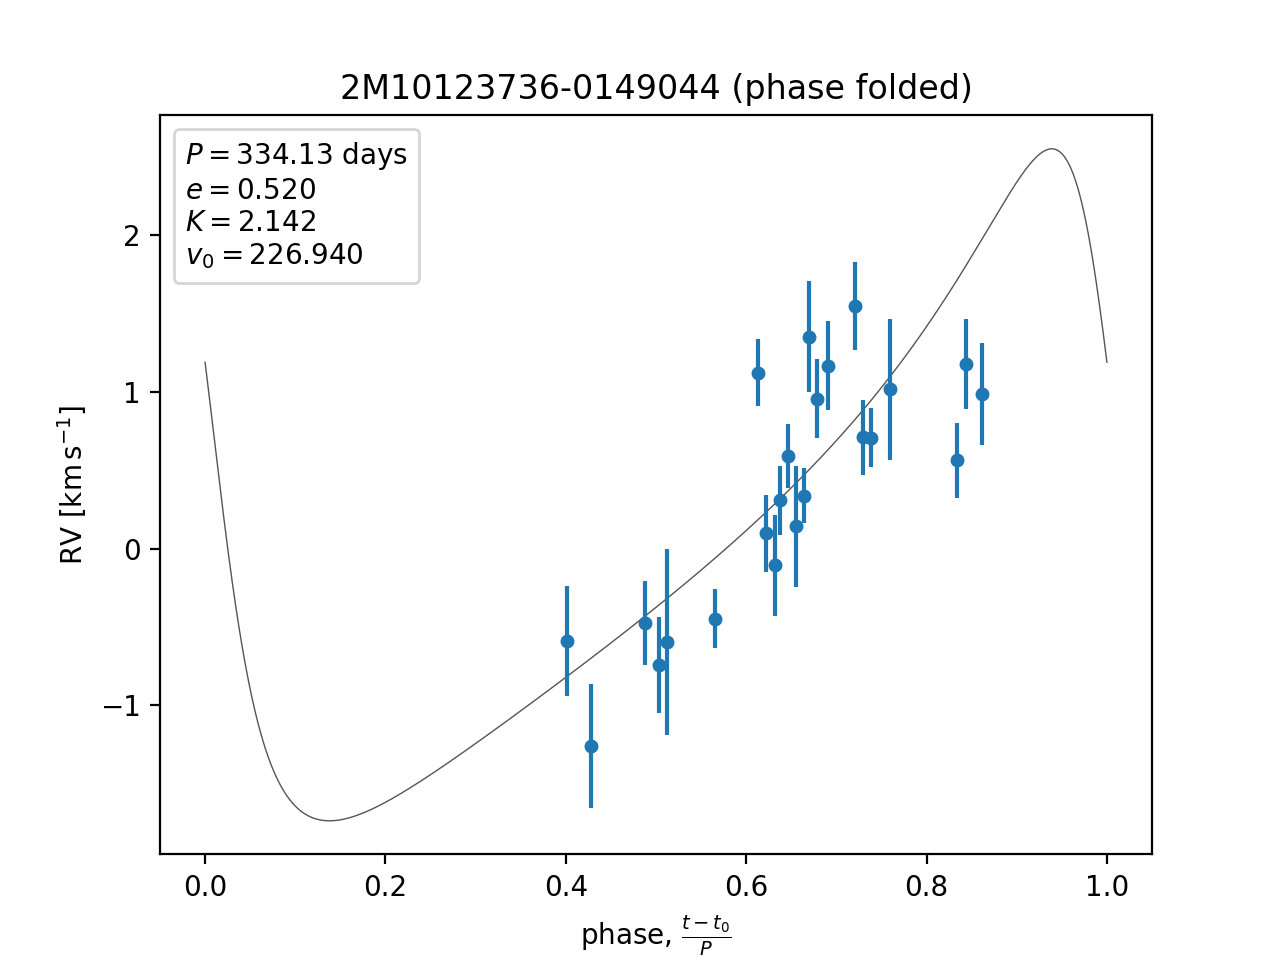 2M10123736-0149044 (phase folded)
P = 334.13 days
e = 0.520
K = 2.142
v₀ = 226.940
2
1
0
−1
RV [km s⁻¹]
0.0 0.2 0.4 0.6 0.8 1.0
phase, (t − t₀)/P